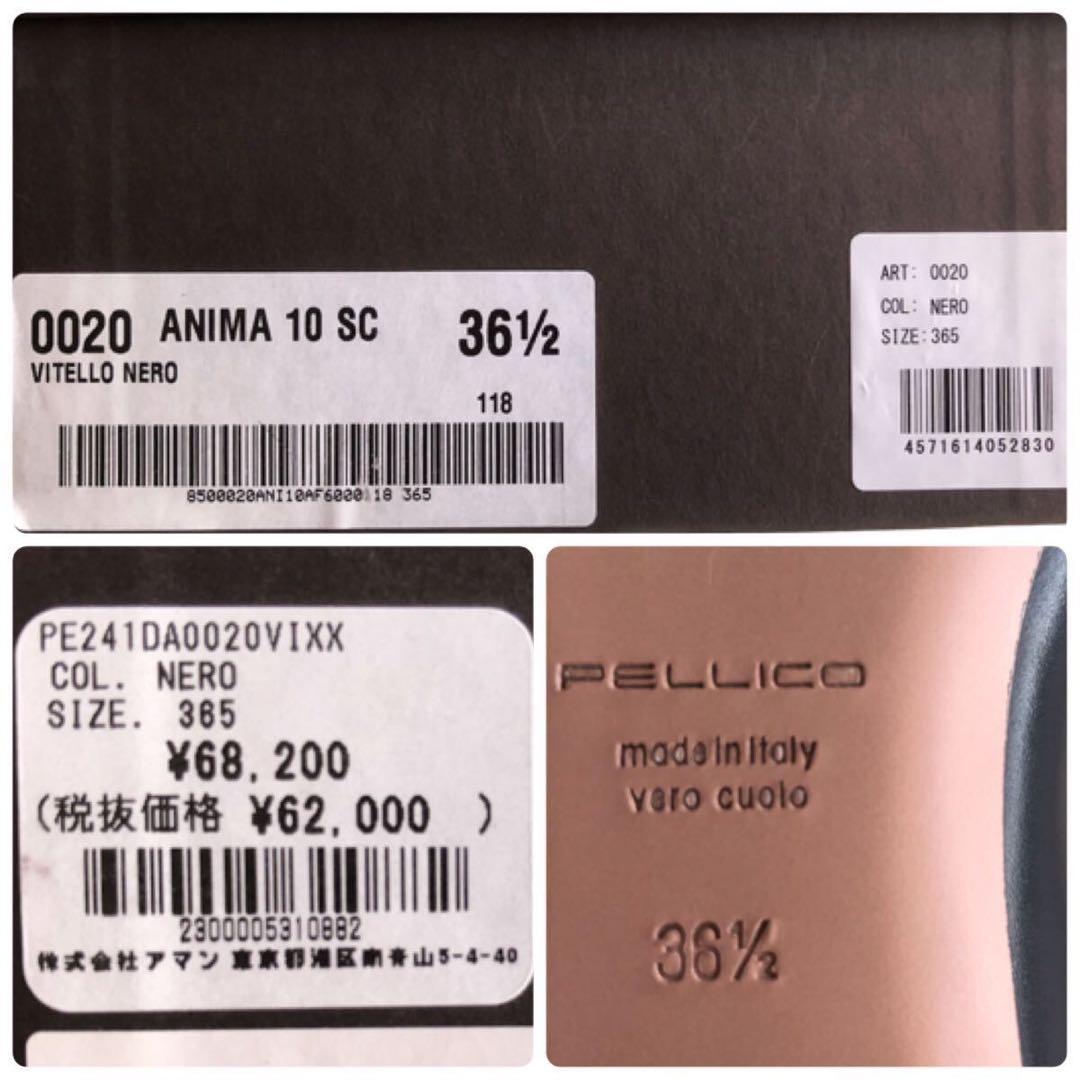 0020 ANIMA 10 SC 36½
VITELLO NERO
118
8500020ANI10AF6000118 365
ART: 0020
COL: NERO
SIZE:365
4571614052830
PE241DA0020VIXX
COL. NERO
SIZE. 365
¥68,200
(税抜価格 ¥62,000 )
2300005310882
株式会社アマン 東京都港区南青山5-4-40
PELLICO
made in italy
vero cuoio
36½